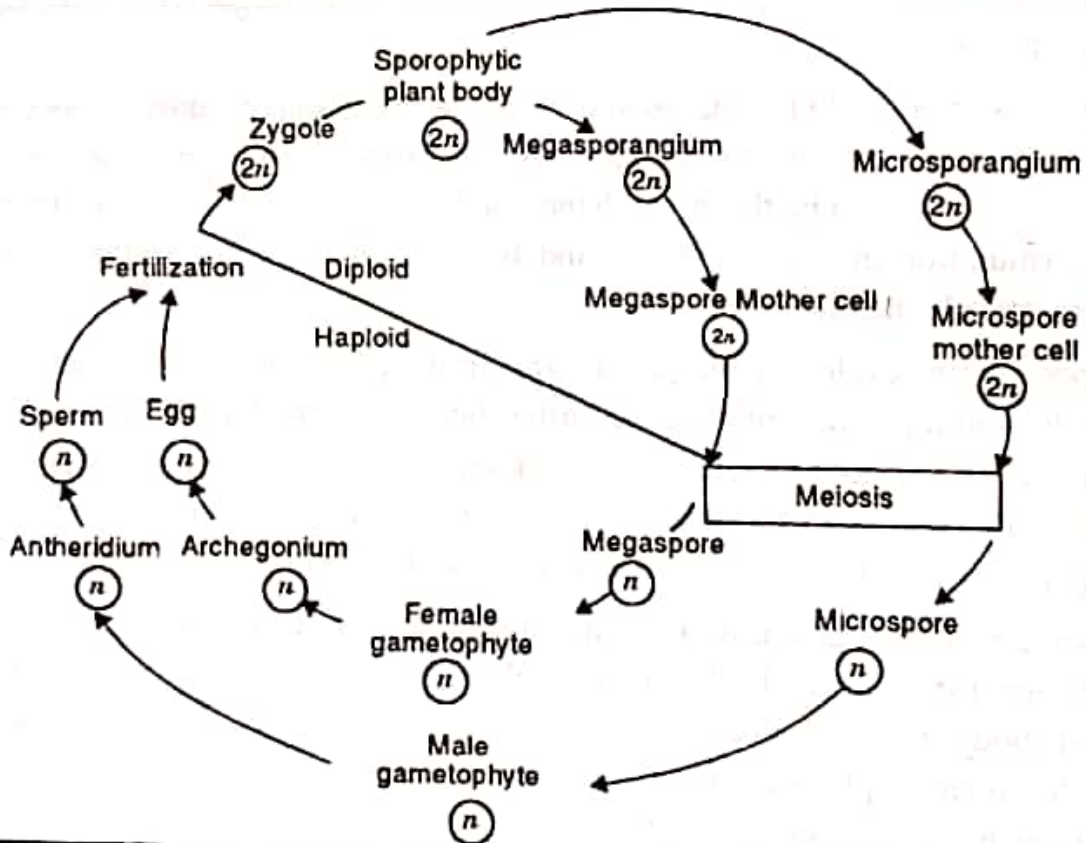 Sporophytic
plant body
2n
Zygote
2n
Megasporangium
2n
Microsporangium
2n
Fertilization
Diploid
Haploid
Megaspore Mother cell
2n
Microspore
mother cell
2n
Sperm
n
Egg
n
Meiosis
Antheridium
n
Archegonium
n
Megaspore
n
Female
gametophyte
n
Microspore
n
Male
gametophyte
n